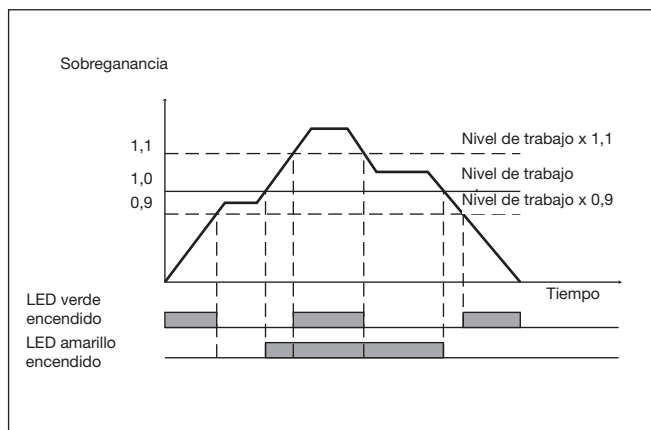 Sobreganancia
1,1
Nivel de trabajo x 1,1
1,0
Nivel de trabajo
0,9
Nivel de trabajo x 0,9
Tiempo
LED verde
encendido
LED amarillo
encendido